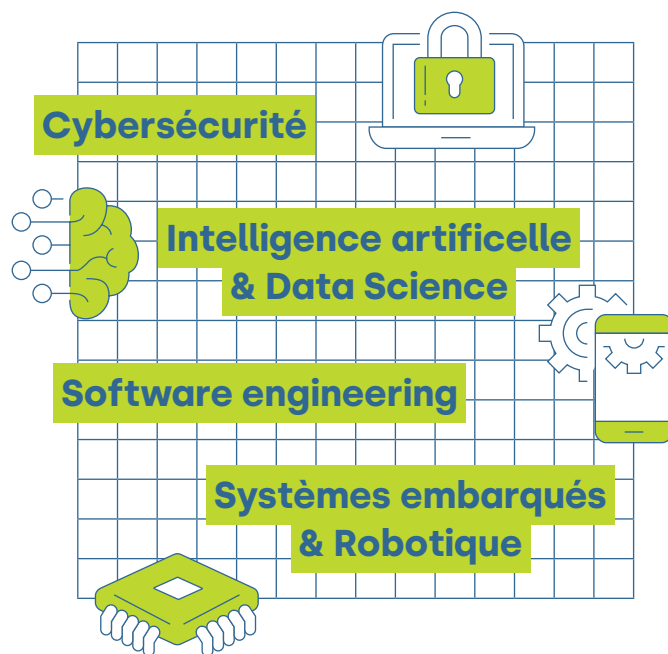 Cybersécurité
Intelligence artificelle
& Data Science
Software engineering
Systèmes embarqués
& Robotique